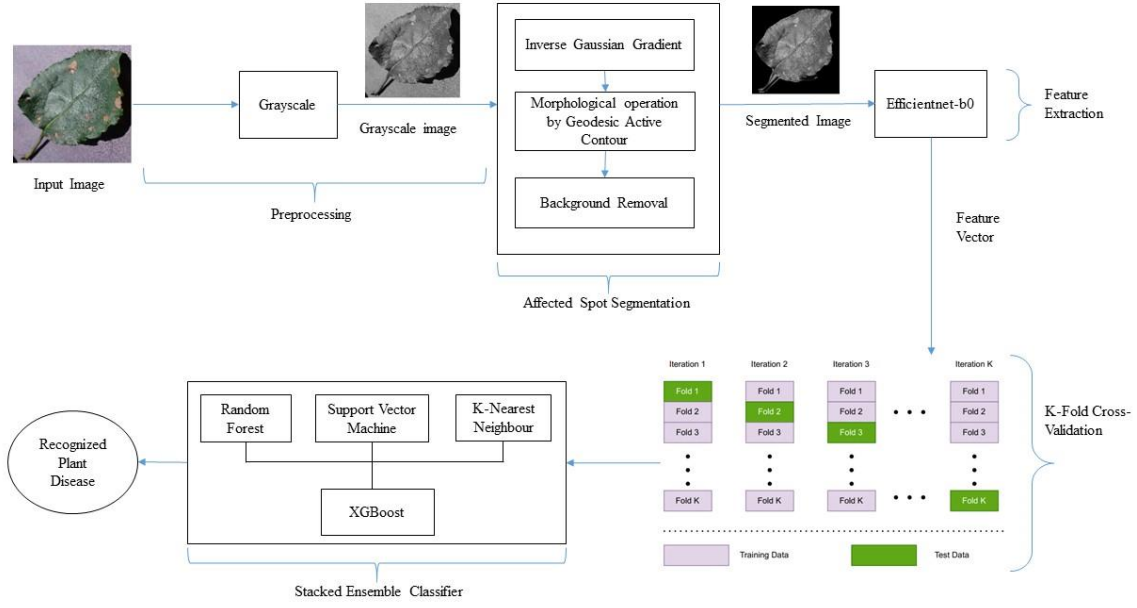 Input Image
Grayscale
Grayscale image
Preprocessing
Inverse Gaussian Gradient
Morphological operation
by Geodesic Active
Contour
Background Removal
Affected Spot Segmentation
Segmented Image
Efficientnet-b0
Feature
Extraction
Feature
Vector
Iteration 1
Iteration 2
Iteration 3
Iteration K
Fold 1
Fold 1
Fold 1
Fold 1
Fold 2
Fold 2
Fold 2
Fold 2
Fold 3
Fold 3
Fold 3
Fold 3
Fold K
Fold K
Fold K
Fold K
Training Data
Test Data
K-Fold Cross-
Validation
Random
Forest
Support Vector
Machine
K-Nearest
Neighbour
XGBoost
Stacked Ensemble Classifier
Recognized
Plant
Disease